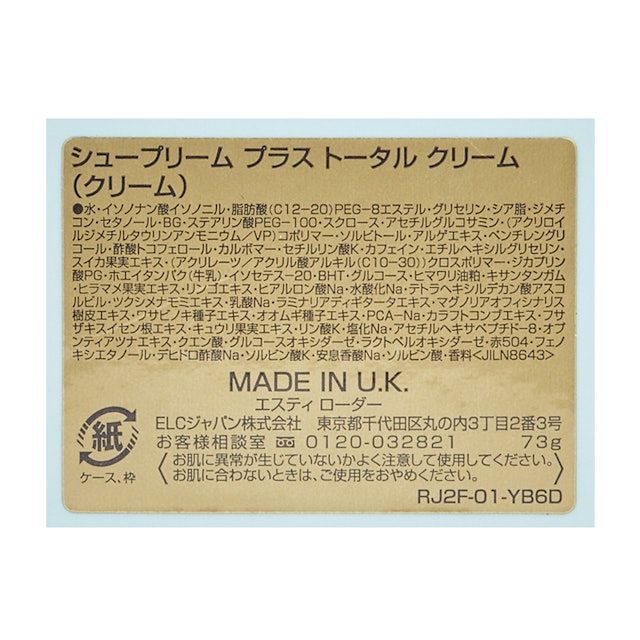 シュープリーム プラス トータル クリーム
(クリーム)
●水・イソノナン酸イソノニル・脂肪酸(C12-20)PEG-8エステル・グリセリン・シア脂・ジメチ
コン・セタノール・BG・ステアリン酸PEG-100・スクロース・アセチルグルコサミン・(アクリロイ
ルジメチルタウリンアンモニウム/VP)コポリマー・ソルビトール・アルゲエキス・ペンチレングリ
コール・酢酸トコフェロール・カルボマー・セチルリン酸K・カフェイン・エチルヘキシルグリセリン・
スイカ果実エキス・(アクリレーツ/アクリル酸アルキル(C10-30))クロスポリマー・ジカプリン
酸PG・ホエイタンパク(牛乳)・イソセテス-20・BHT・グルコース・ヒマワリ油粕・キサンタンガム・
ヒラマメ果実エキス・リンゴエキス・ヒアルロン酸Na・水酸化Na・テトラヘキシルデカン酸アスコ
ルビル・ツクシメナモミエキス・乳酸Na・ラミナリアディギタータエキス・マグノリアオフィシナリス
樹皮エキス・ワサビノキ種子エキス・オオムギ種子エキス・PCA-Na・カラフトコンブエキス・フサ
ザキスイセン根エキス・キュウリ果実エキス・リン酸K・塩化Na・アセチルヘキサペプチド-8・オプ
ンティアツナエキス・クエン酸・グルコースオキシダーゼ・ラクトペルオキシダーゼ・赤504・フェノ
キシエタノール・デヒドロ酢酸Na・ソルビン酸K・安息香酸Na・ソルビン酸・香料<JILN8643>
MADE IN U.K.
エスティ ローダー
ELCジャパン株式会社 東京都千代田区丸の内3丁目2番3号
お客様相談室 0120-032821 73g
紙
ケース、枠
〈お肌に異常が生じていないかよく注意して使用してください。
お肌に合わないときは、ご使用をおやめください。〉
RJ2F-01-YB6D